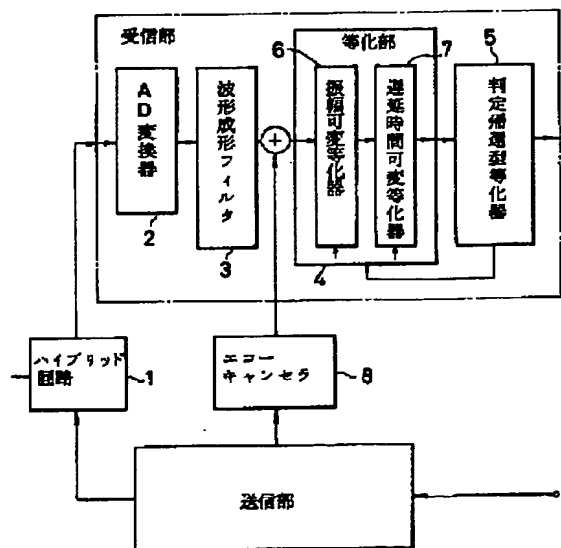 受信部
AD変換器
2
波形成形フィルタ
3
等化部
6
振幅可変等化器
7
遅延時間可変等化器
4
5
判定帰還型等化器
ハイブリッド
回路
1
エコー
キャンセラ
8
送信部